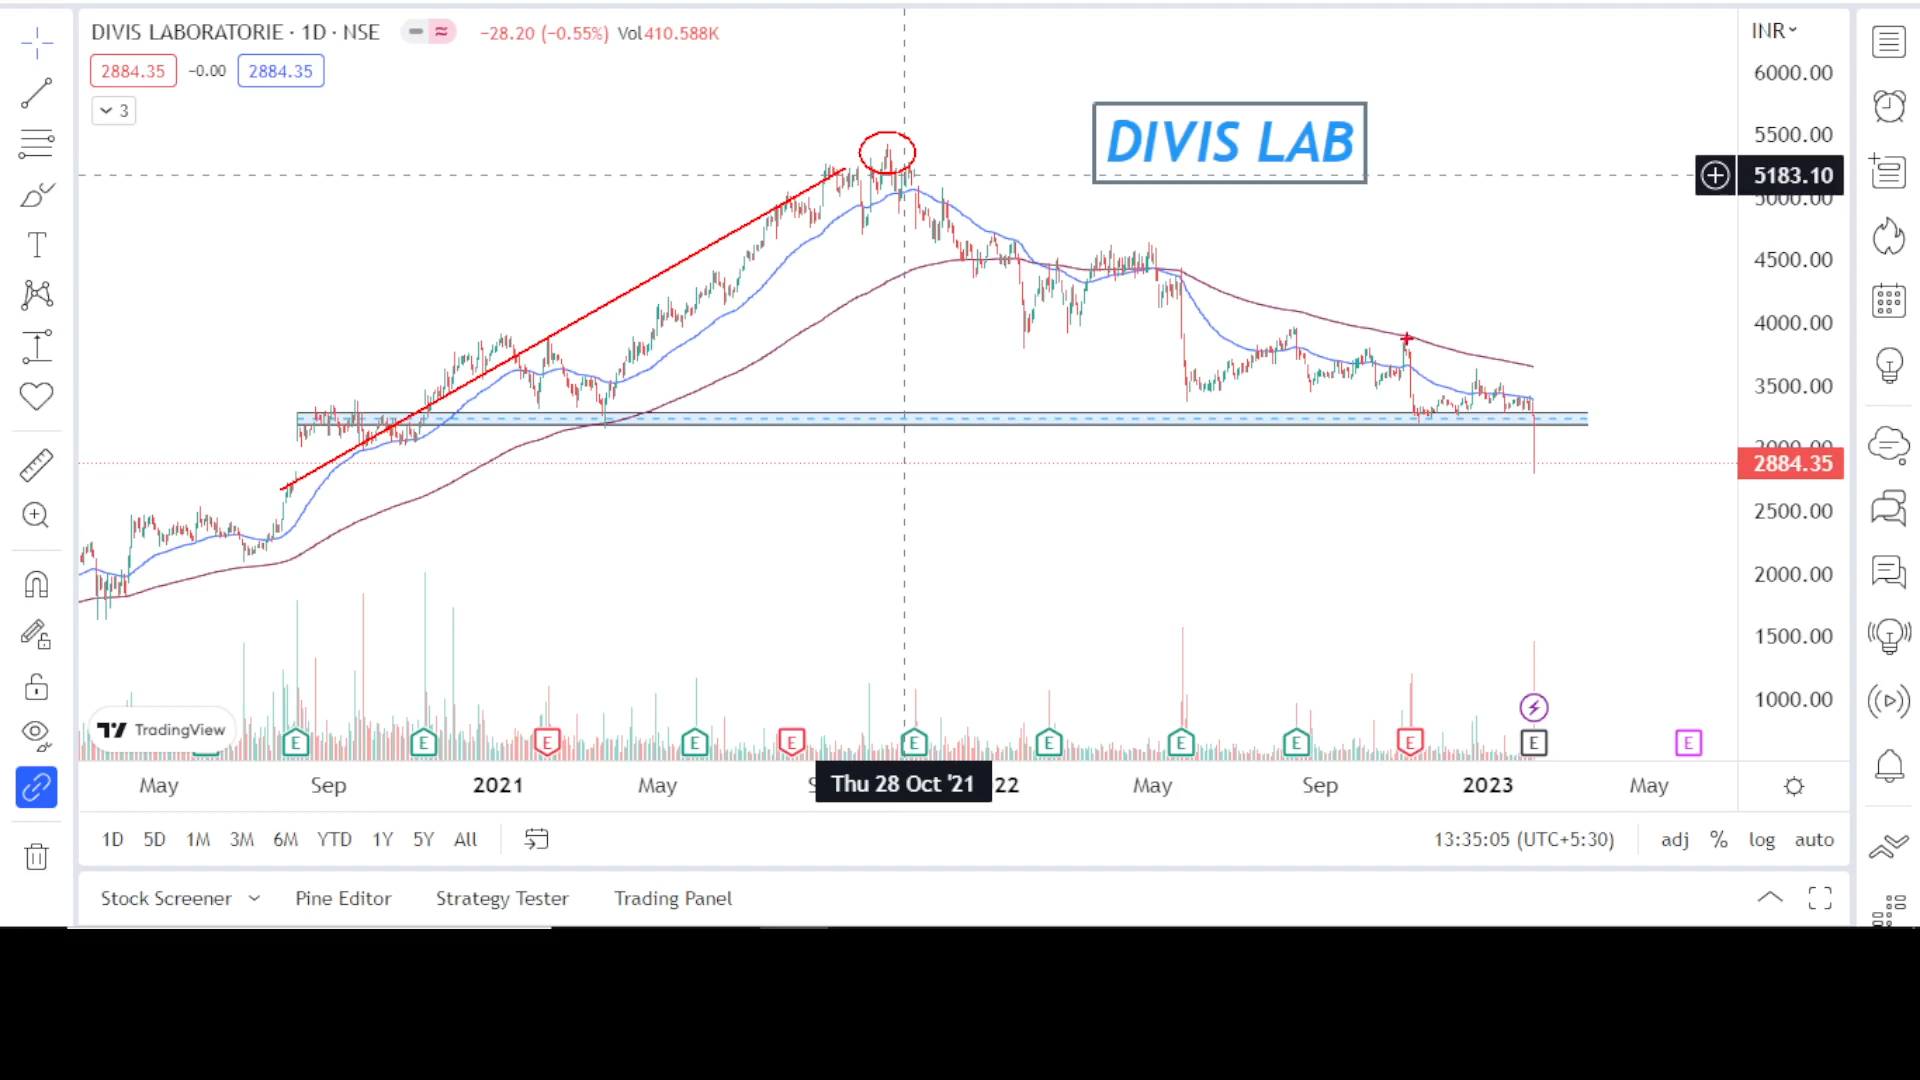 DIVIS LABORATORIE · 1D · NSE
−28.20 (−0.55%) Vol410.588K
INR
2884.35 −0.00 2884.35
3
6000.00
DIVIS LAB
5500.00
5183.10
5000.00
4500.00
4000.00
3500.00
3000.00
2884.35
2500.00
2000.00
1500.00
1000.00
TradingView
E E E E E E E E E E E E
May Sep 2021 May Thu 28 Oct '21 22 May Sep 2023 May
1D 5D 1M 3M 6M YTD 1Y 5Y All
13:35:05 (UTC+5:30) adj % log auto
Stock Screener Pine Editor Strategy Tester Trading Panel